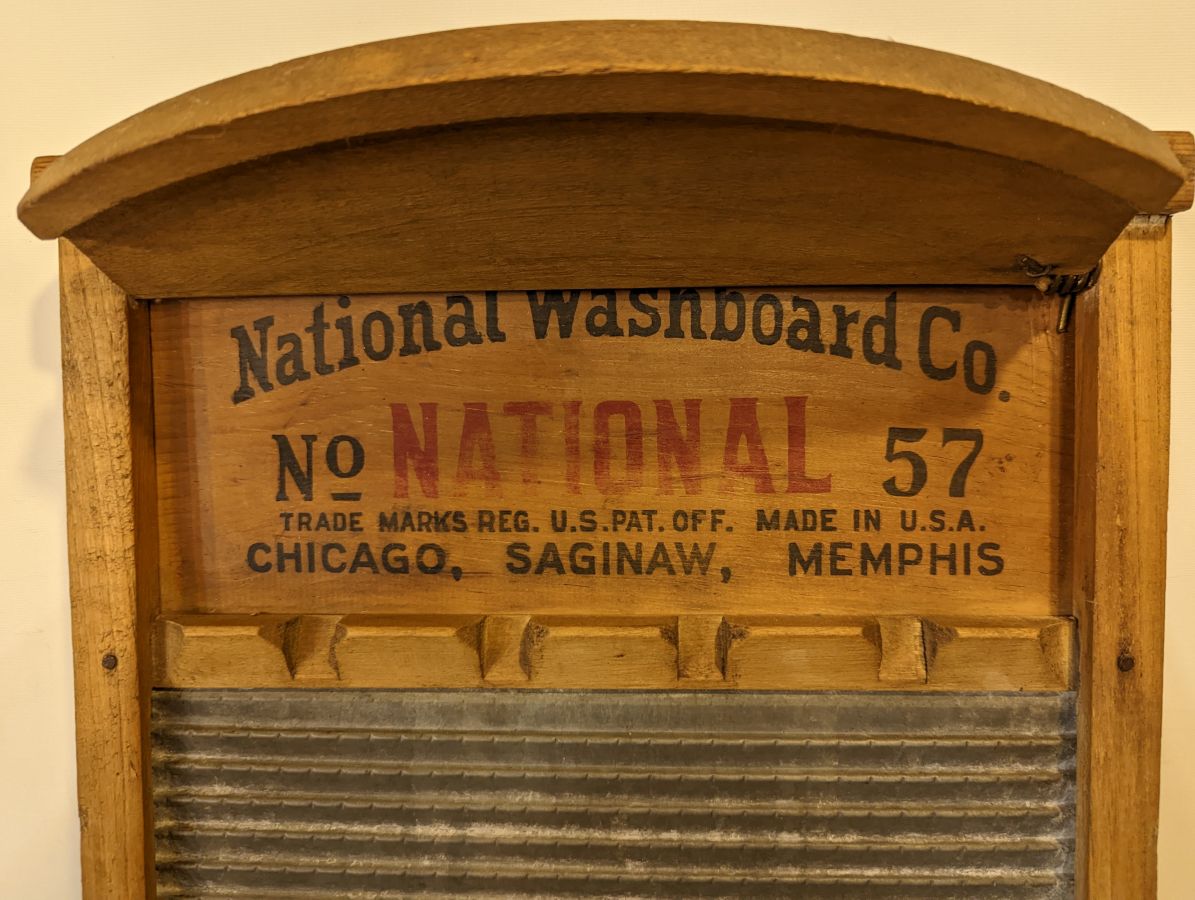 National Washboard Co.
No NATIONAL 57
TRADE MARKS REG. U.S. PAT. OFF. MADE IN U.S.A.
CHICAGO, SAGINAW, MEMPHIS